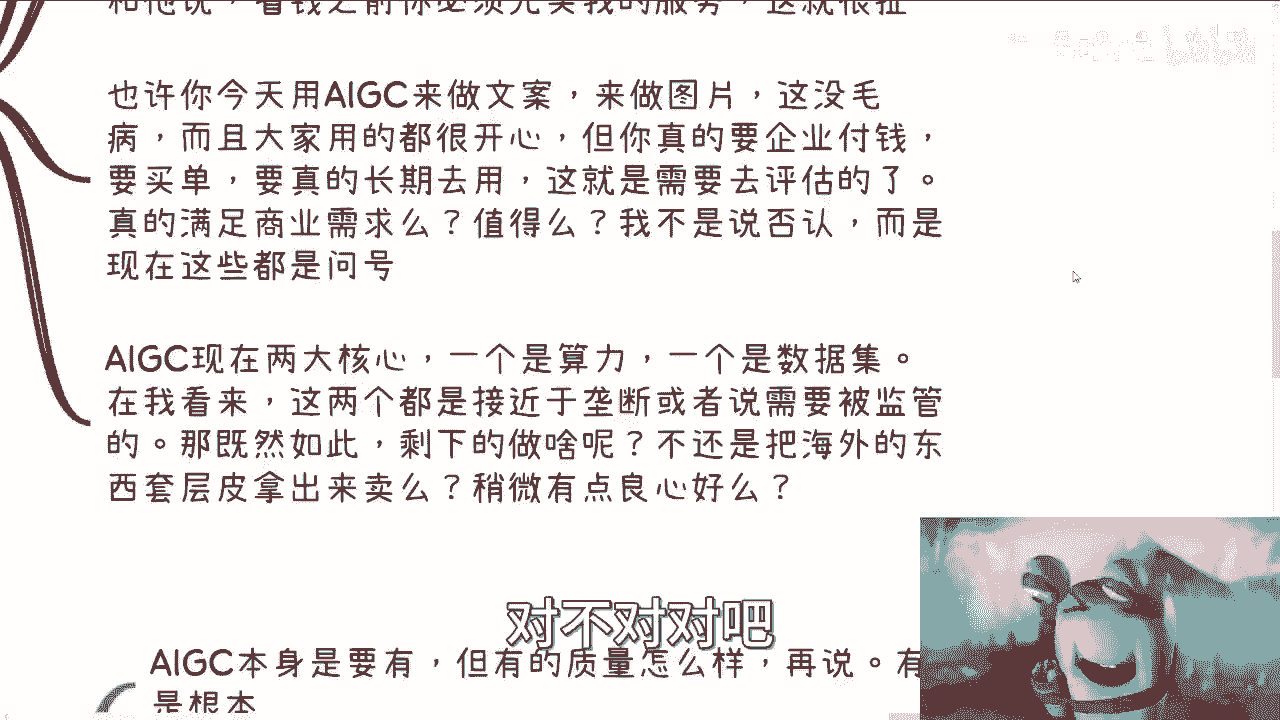 和他说，看钱之前你必须先买我的服务，这就很扯
也许你今天用AIGC来做文案，来做图片，这没毛
病，而且大家用的都很开心，但你真的要企业付钱，
要买单，要真的长期去用，这就是需要去评估的了。
真的满足商业需求么？值得么？我不是说否认，而是
现在这些都是问号
AIGC现在两大核心，一个是算力，一个是数据集。
在我看来，这两个都是接近于垄断或者说需要被监管
的。那既然如此，剩下的做啥呢？不还是把海外的东
西套层皮拿出来卖么？稍微有点良心好么？
对不对对吧
AIGC本身是要有，但有的质量怎么样，再说。有
是根本